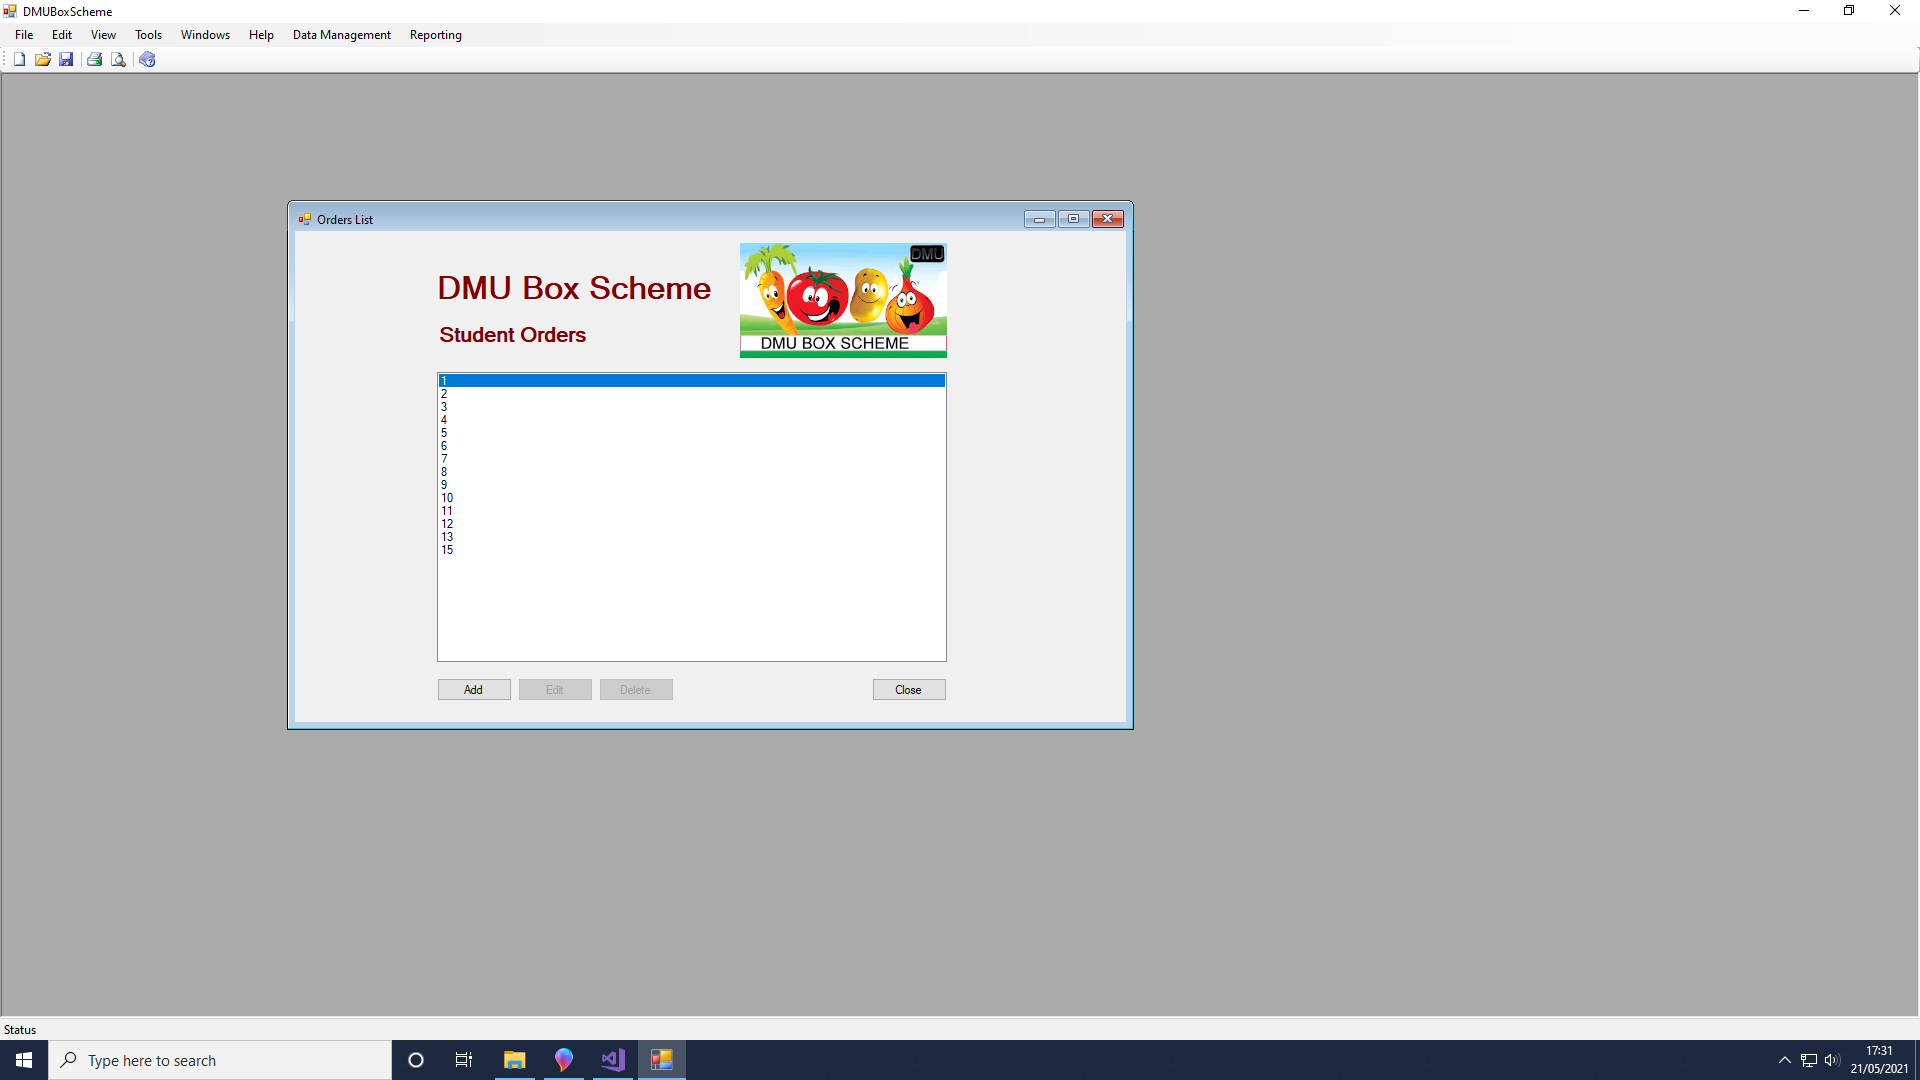 DMUBoxScheme
File Edit View Tools Windows Help Data Management Reporting
Orders List
DMU
DMU Box Scheme
Student Orders
DMU BOX SCHEME
1
2
3
4
5
6
7
8
9
10
11
12
13
15
Add Edit Delete Close
Status
Type here to search
17:31
21/05/2021